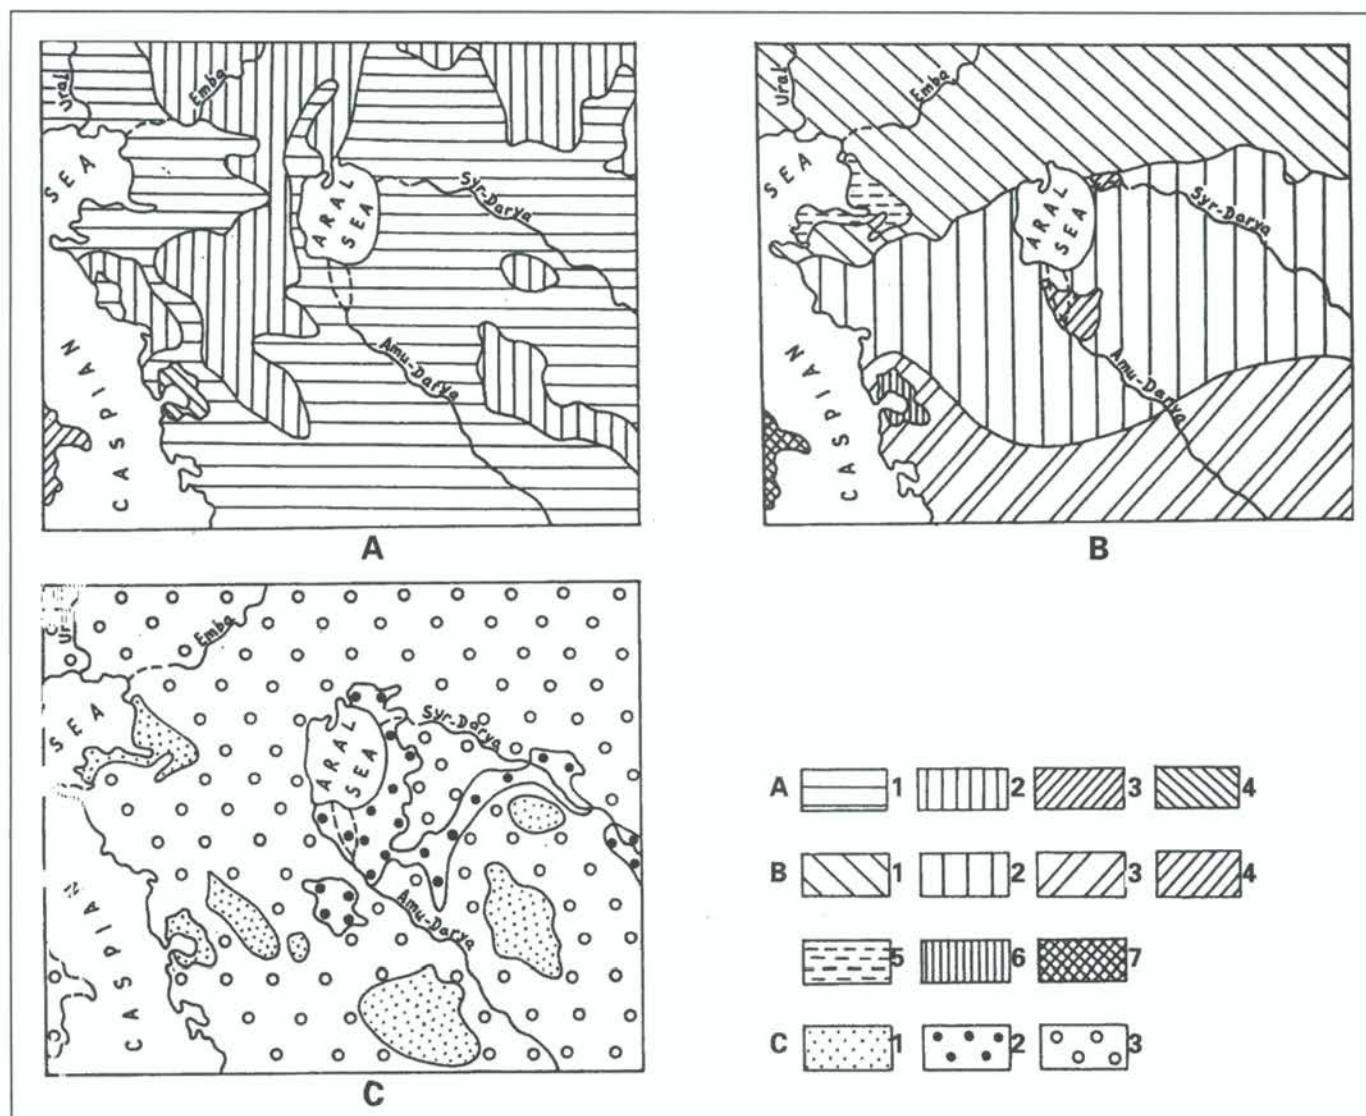 Ural
Emba
SEA
ARAL
SEA
Syr-Darya
Amu-Darya
CASPIAN
A
Ural
Emba
SEA
ARAL
SEA
Syr-Darya
Amu-Darya
CASPIAN
B
Emba
SEA
ARAL
SEA
Syr-Darya
Amu-Darya
CASPIAN
C
A 1 2 3 4
B 1 2 3 4
5 6 7
C 1 2 3